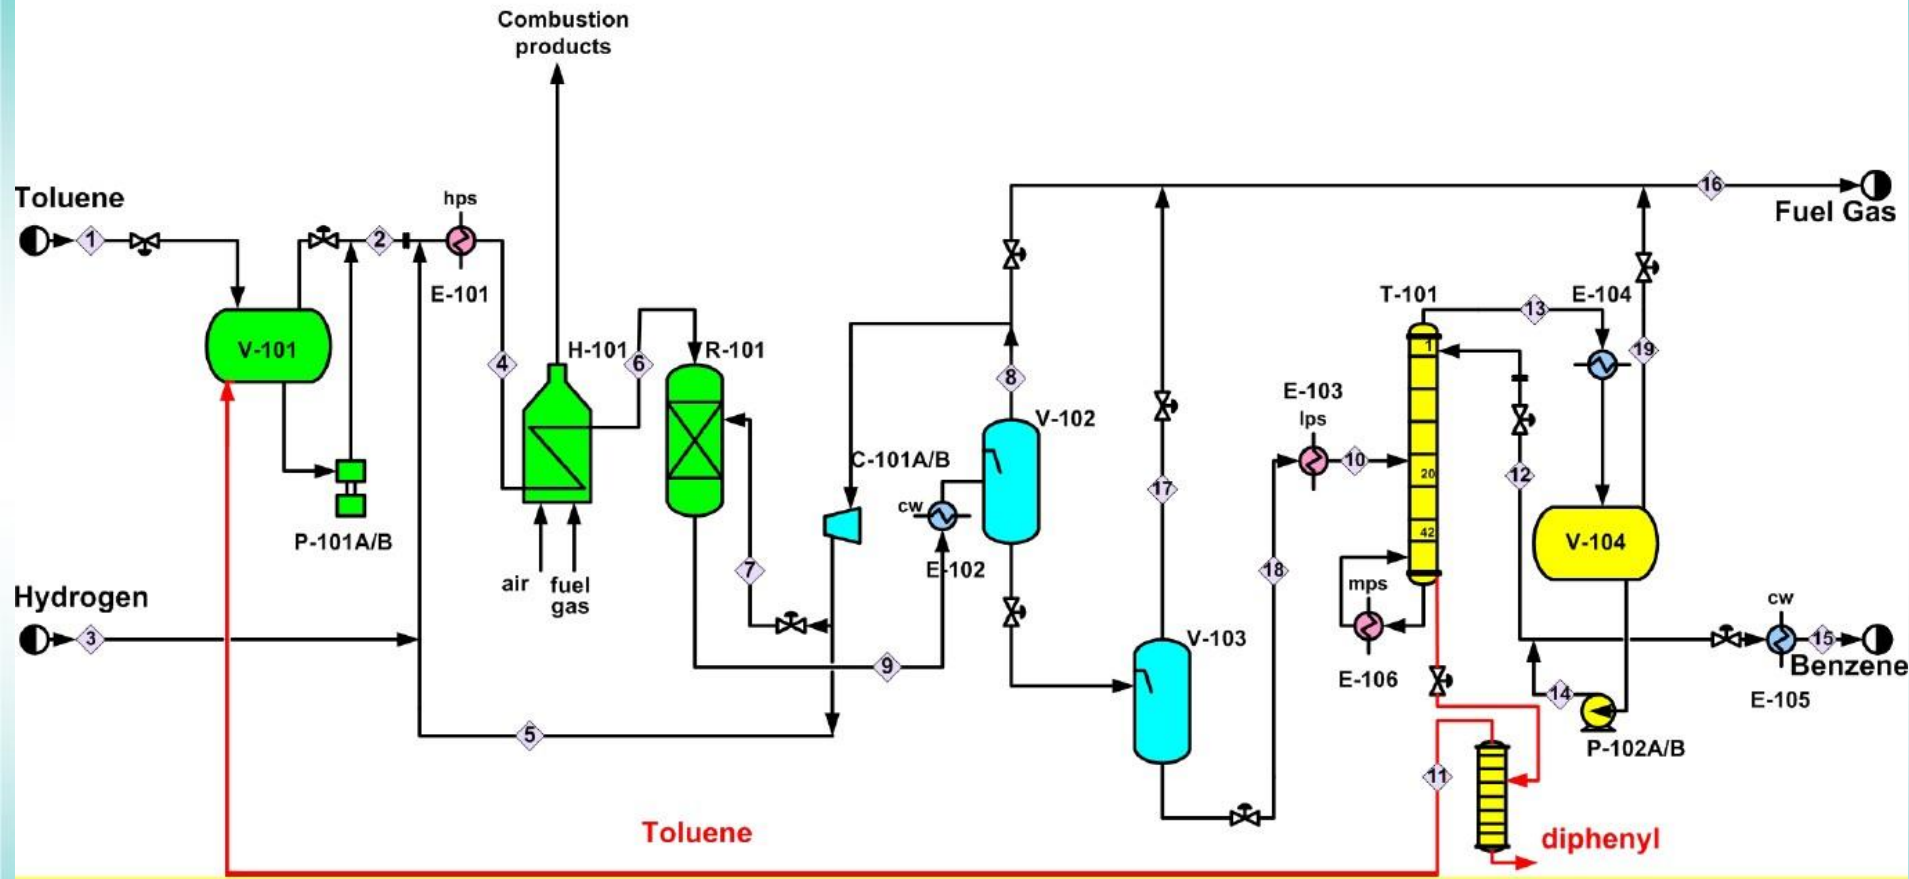 Combustion
products
Toluene
1
2
hps
E-101
V-101
P-101A/B
Hydrogen
3
4
H-101
6
R-101
air
fuel
gas
7
5
9
C-101A/B
cw
E-102
8
V-102
17
V-103
18
E-103
lps
10
T-101
1
20
42
mps
E-106
13
E-104
19
12
V-104
14
P-102A/B
cw
15
Benzene
E-105
16
Fuel Gas
11
Toluene
diphenyl